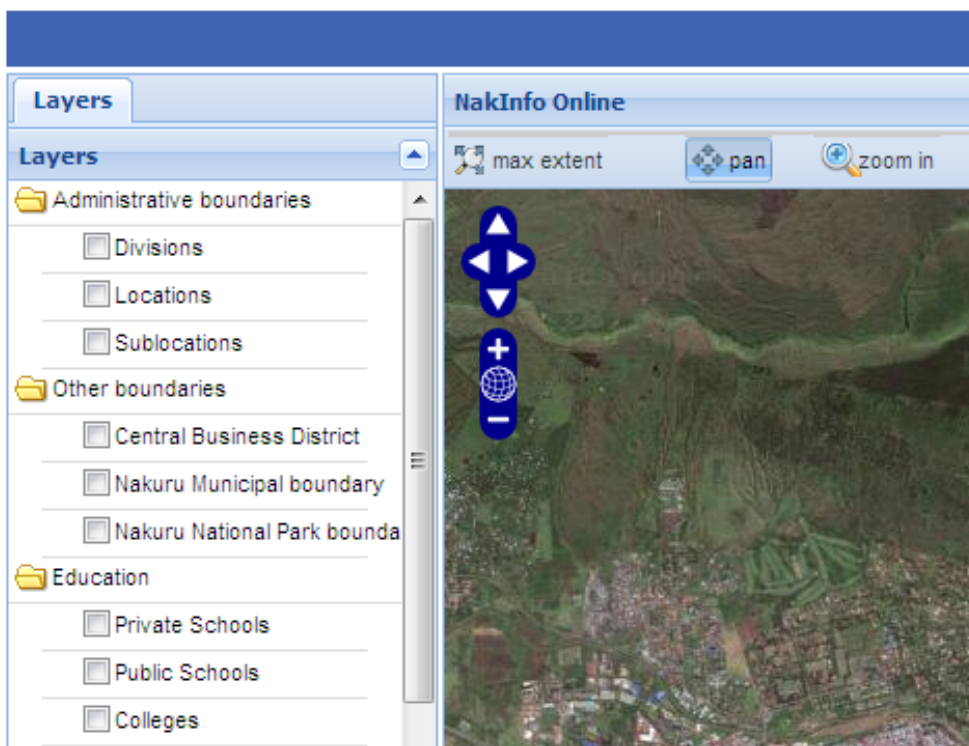 Layers
NakInfo Online
Layers
max extent
pan
zoom in
Administrative boundaries
Divisions
Locations
Sublocations
Other boundaries
Central Business District
Nakuru Municipal boundary
Nakuru National Park bounda
Education
Private Schools
Public Schools
Colleges